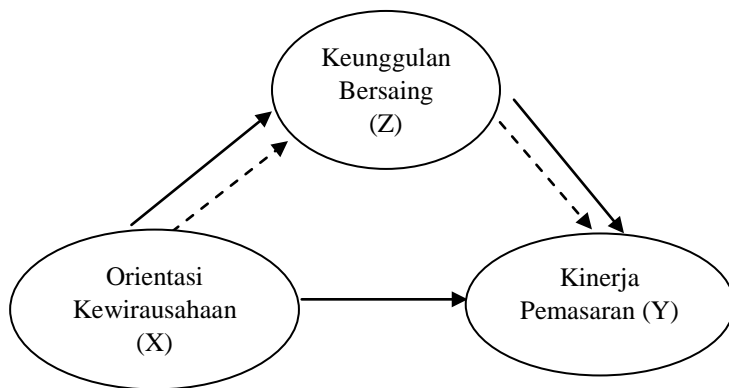 Keunggulan
Bersaing
(Z)
Orientasi
Kewirausahaan
(X)
Kinerja
Pemasaran (Y)